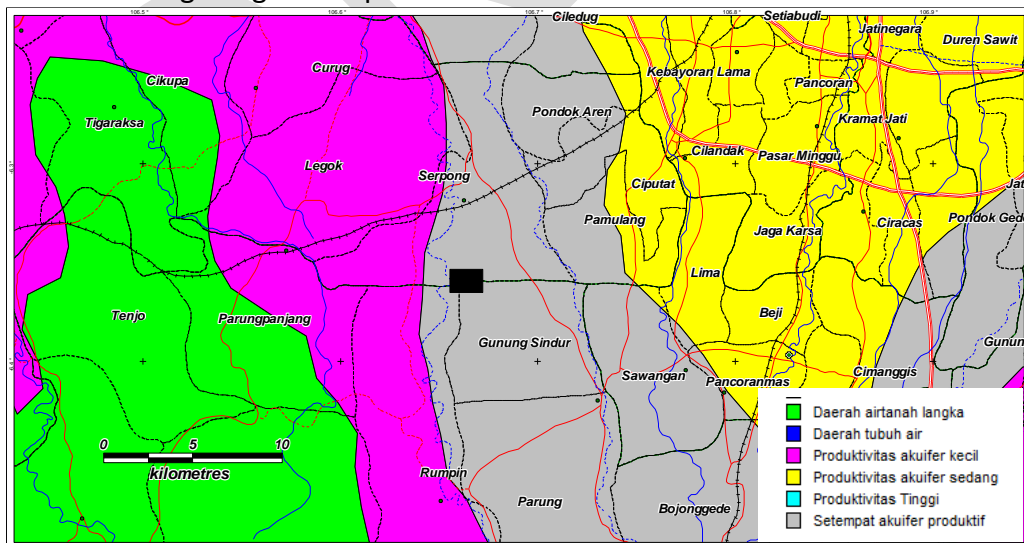 106.5 106.6 106.7 106.8 106.9
Ciledug Setiabudi
Jatinegara
Duren Sawit
Cikupa Curug Kebayoran Lama
Pancoran
Tigaraksa Pondok Aren Kramat Jati
Legok Cilandak Pasar Minggu
Serpong Ciputat
Pamulang Jaga Karsa Ciracas Pondok Gede
Lima
Tenjo Parungpanjang Beji
Gunung Sindur
Sawangan Pancoranmas Cimanggis
Rumpin
Parung Bojonggede
0 5 10
kilometres
Daerah airtanah langka
Daerah tubuh air
Produktivitas akuifer kecil
Produktivitas akuifer sedang
Produktivitas Tinggi
Setempat akuifer produktif